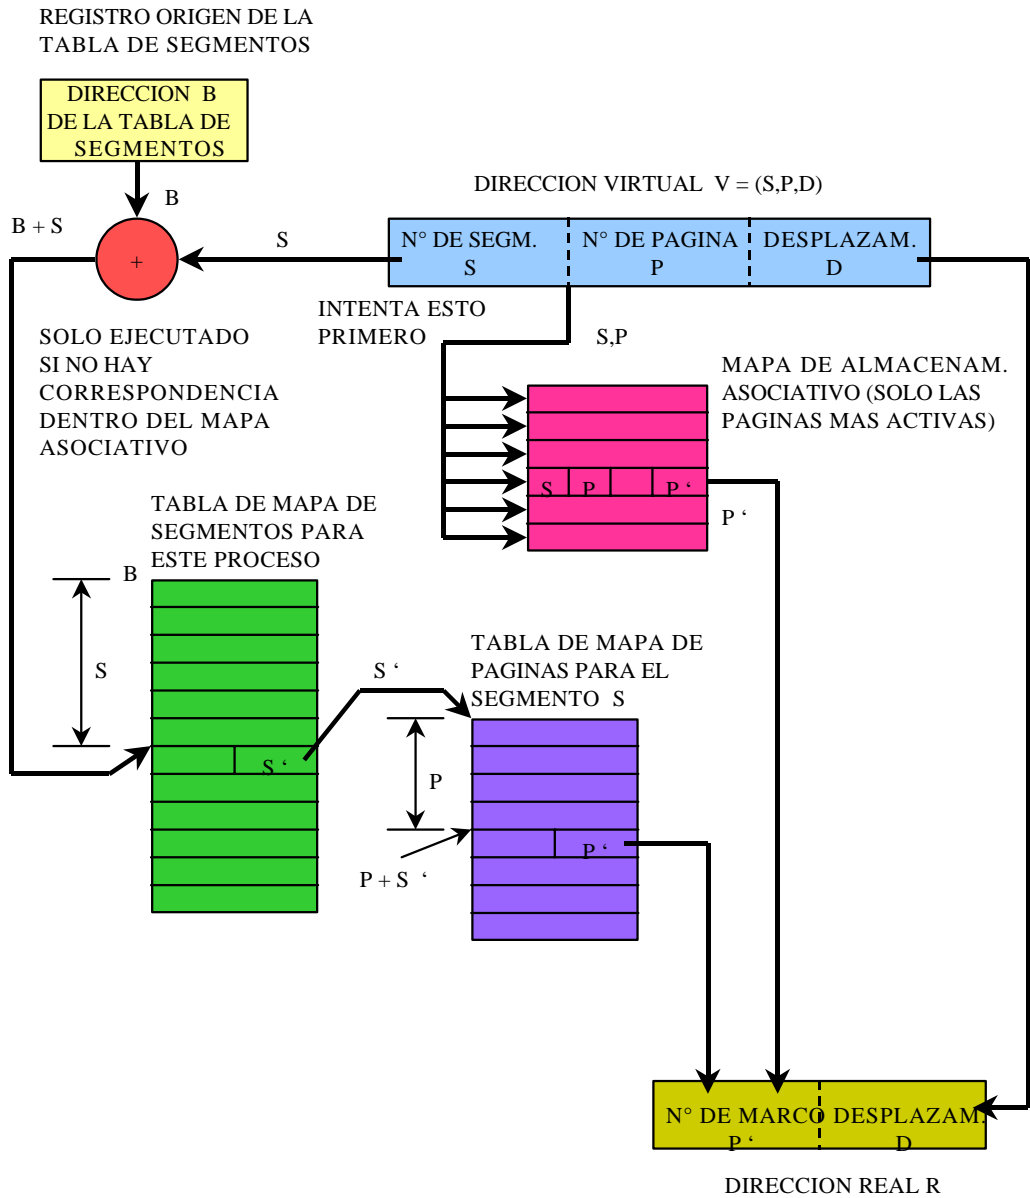 REGISTRO ORIGEN DE LA
TABLA DE SEGMENTOS
DIRECCION B
DE LA TABLA DE
SEGMENTOS
B
B + S
+
S
DIRECCION VIRTUAL V = (S,P,D)
N° DE SEGM.
S
N° DE PAGINA
P
DESPLAZAM.
D
INTENTA ESTO
PRIMERO
S,P
SOLO EJECUTADO
SI NO HAY
CORRESPONDENCIA
DENTRO DEL MAPA
ASOCIATIVO
MAPA DE ALMACENAM.
ASOCIATIVO (SOLO LAS
PAGINAS MAS ACTIVAS)
S P P ‘
P ‘
TABLA DE MAPA DE
SEGMENTOS PARA
ESTE PROCESO
B
S
S ‘
S ‘
TABLA DE MAPA DE
PAGINAS PARA EL
SEGMENTO S
P
P ‘
P + S ‘
N° DE MARCO
P ‘
DESPLAZAM.
D
DIRECCION REAL R